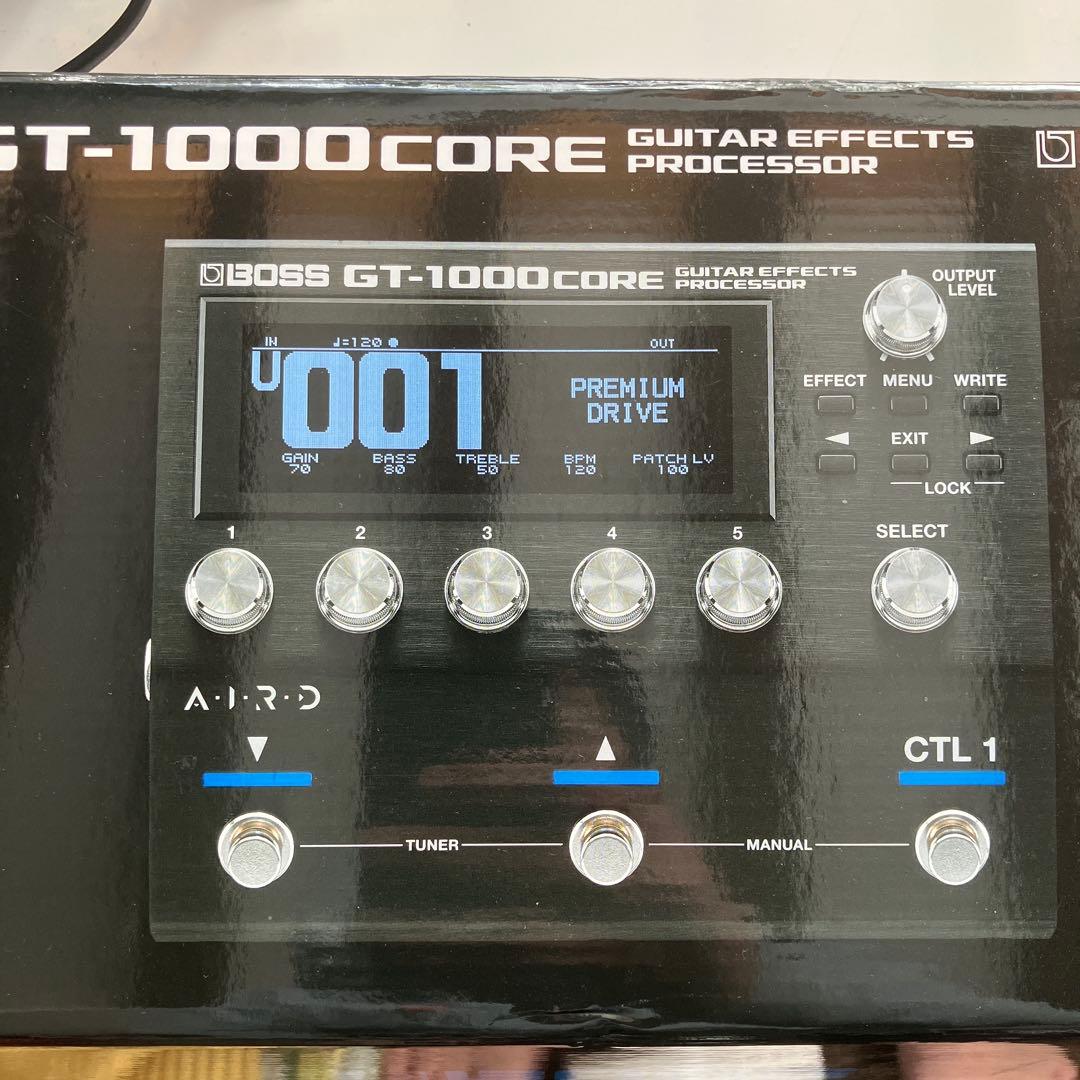 GT-1000CORE GUITAR EFFECTS
PROCESSOR
BOSS GT-1000CORE GUITAR EFFECTS
PROCESSOR
OUTPUT
LEVEL
IN ♩=120 OUT
U001
PREMIUM
DRIVE
GAIN BASS TREBLE BPM PATCH LV
70 80 50 120 100
EFFECT MENU WRITE
◀ EXIT ▶
LOCK
1 2 3 4 5
SELECT
A·I·R·D
▼ ▲ CTL 1
TUNER MANUAL